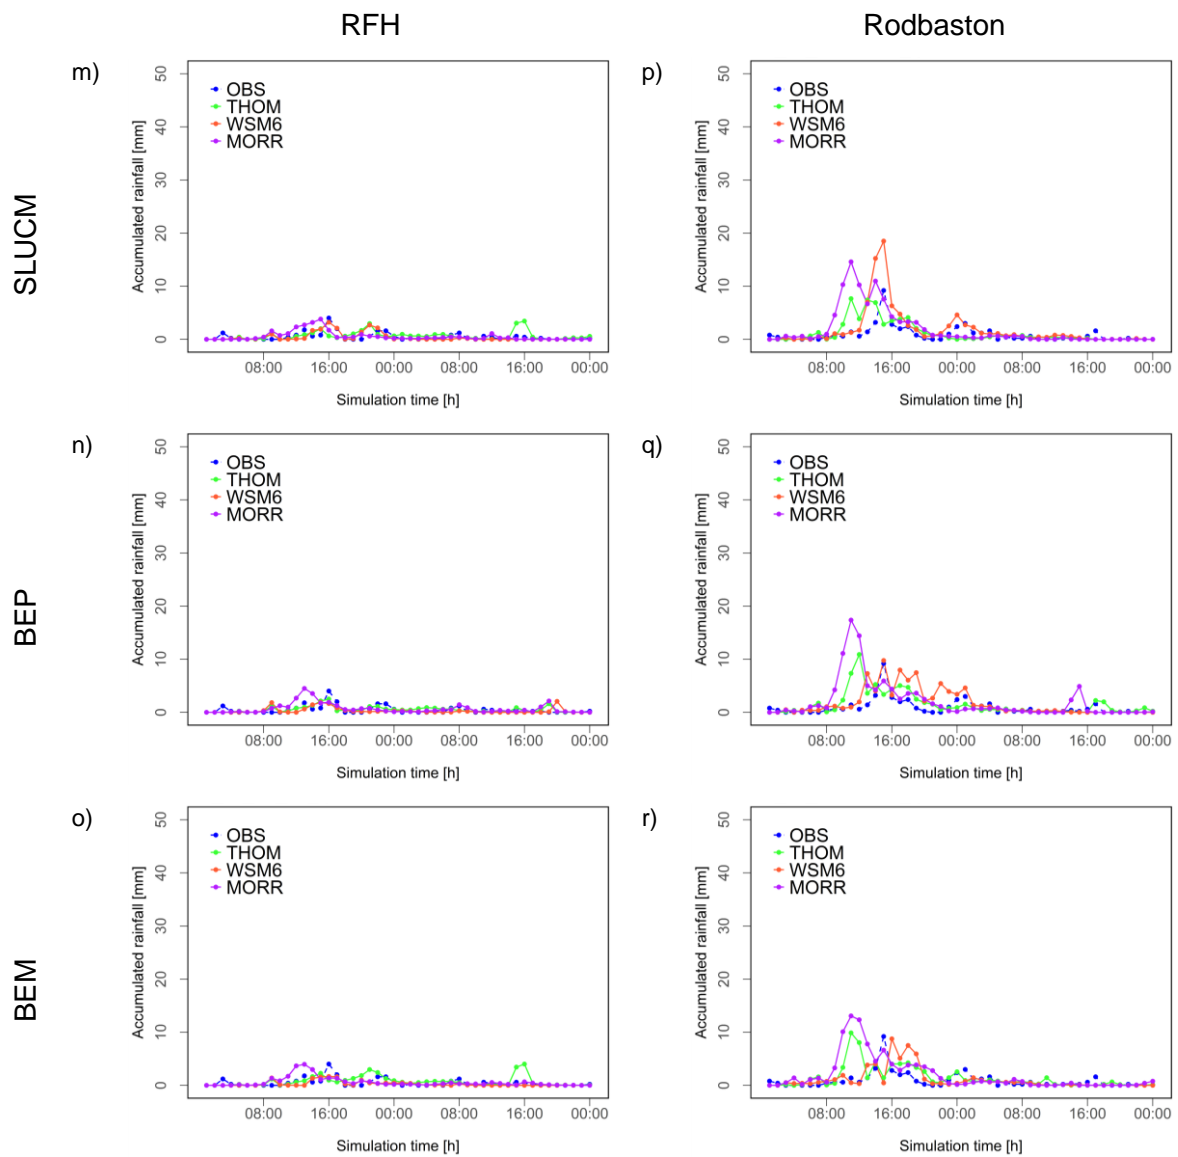 RFH
Rodbaston
SLUCM
m)
Accumulated rainfall [mm]
50
40
30
20
10
0
OBS
THOM
WSM6
MORR
08:00 16:00 00:00 08:00 16:00 00:00
Simulation time [h]
p)
Accumulated rainfall [mm]
50
40
30
20
10
0
OBS
THOM
WSM6
MORR
08:00 16:00 00:00 08:00 16:00 00:00
Simulation time [h]
BEP
n)
Accumulated rainfall [mm]
50
40
30
20
10
0
OBS
THOM
WSM6
MORR
08:00 16:00 00:00 08:00 16:00 00:00
Simulation time [h]
q)
Accumulated rainfall [mm]
50
40
30
20
10
0
OBS
THOM
WSM6
MORR
08:00 16:00 00:00 08:00 16:00 00:00
Simulation time [h]
BEM
o)
Accumulated rainfall [mm]
50
40
30
20
10
0
OBS
THOM
WSM6
MORR
08:00 16:00 00:00 08:00 16:00 00:00
Simulation time [h]
r)
Accumulated rainfall [mm]
50
40
30
20
10
0
OBS
THOM
WSM6
MORR
08:00 16:00 00:00 08:00 16:00 00:00
Simulation time [h]